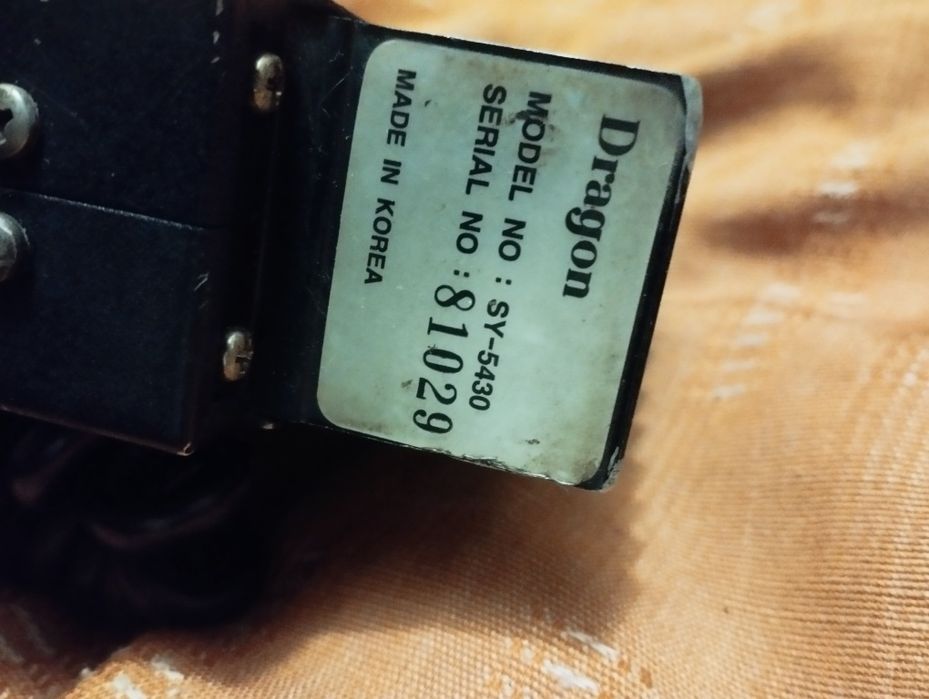 Dragon
MODEL NO : SY-5430
SERIAL NO : 81029
MADE IN KOREA